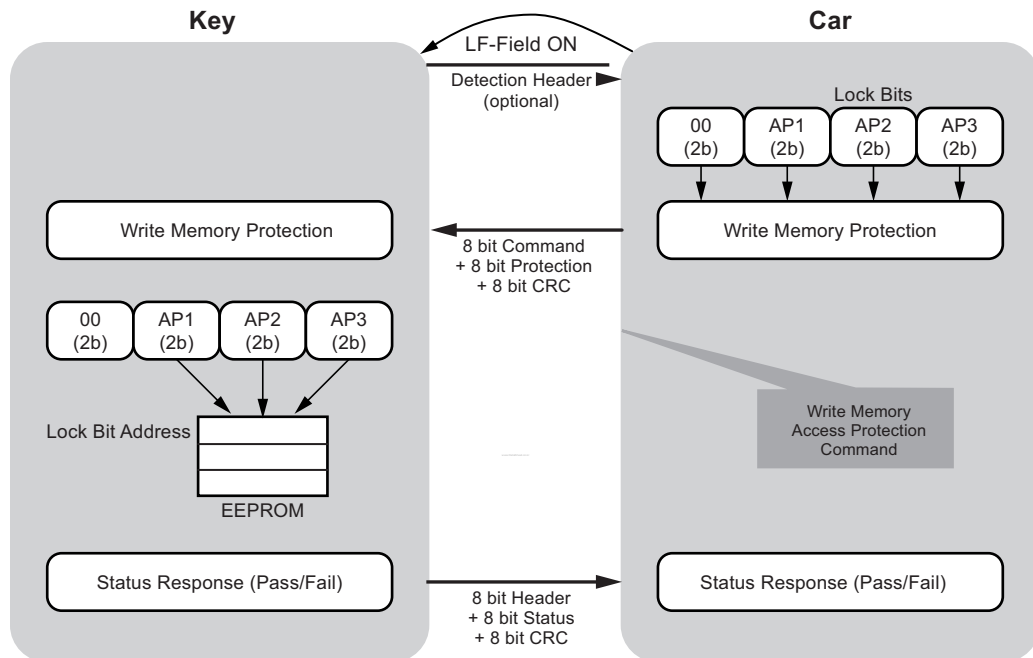 Key
Car
LF-Field ON
Detection Header
(optional)
Lock Bits
00
(2b)
AP1
(2b)
AP2
(2b)
AP3
(2b)
Write Memory Protection
Write Memory Protection
8 bit Command
+ 8 bit Protection
+ 8 bit CRC
00
(2b)
AP1
(2b)
AP2
(2b)
AP3
(2b)
Lock Bit Address
EEPROM
Write Memory
Access Protection
Command
Status Response (Pass/Fail)
Status Response (Pass/Fail)
8 bit Header
+ 8 bit Status
+ 8 bit CRC